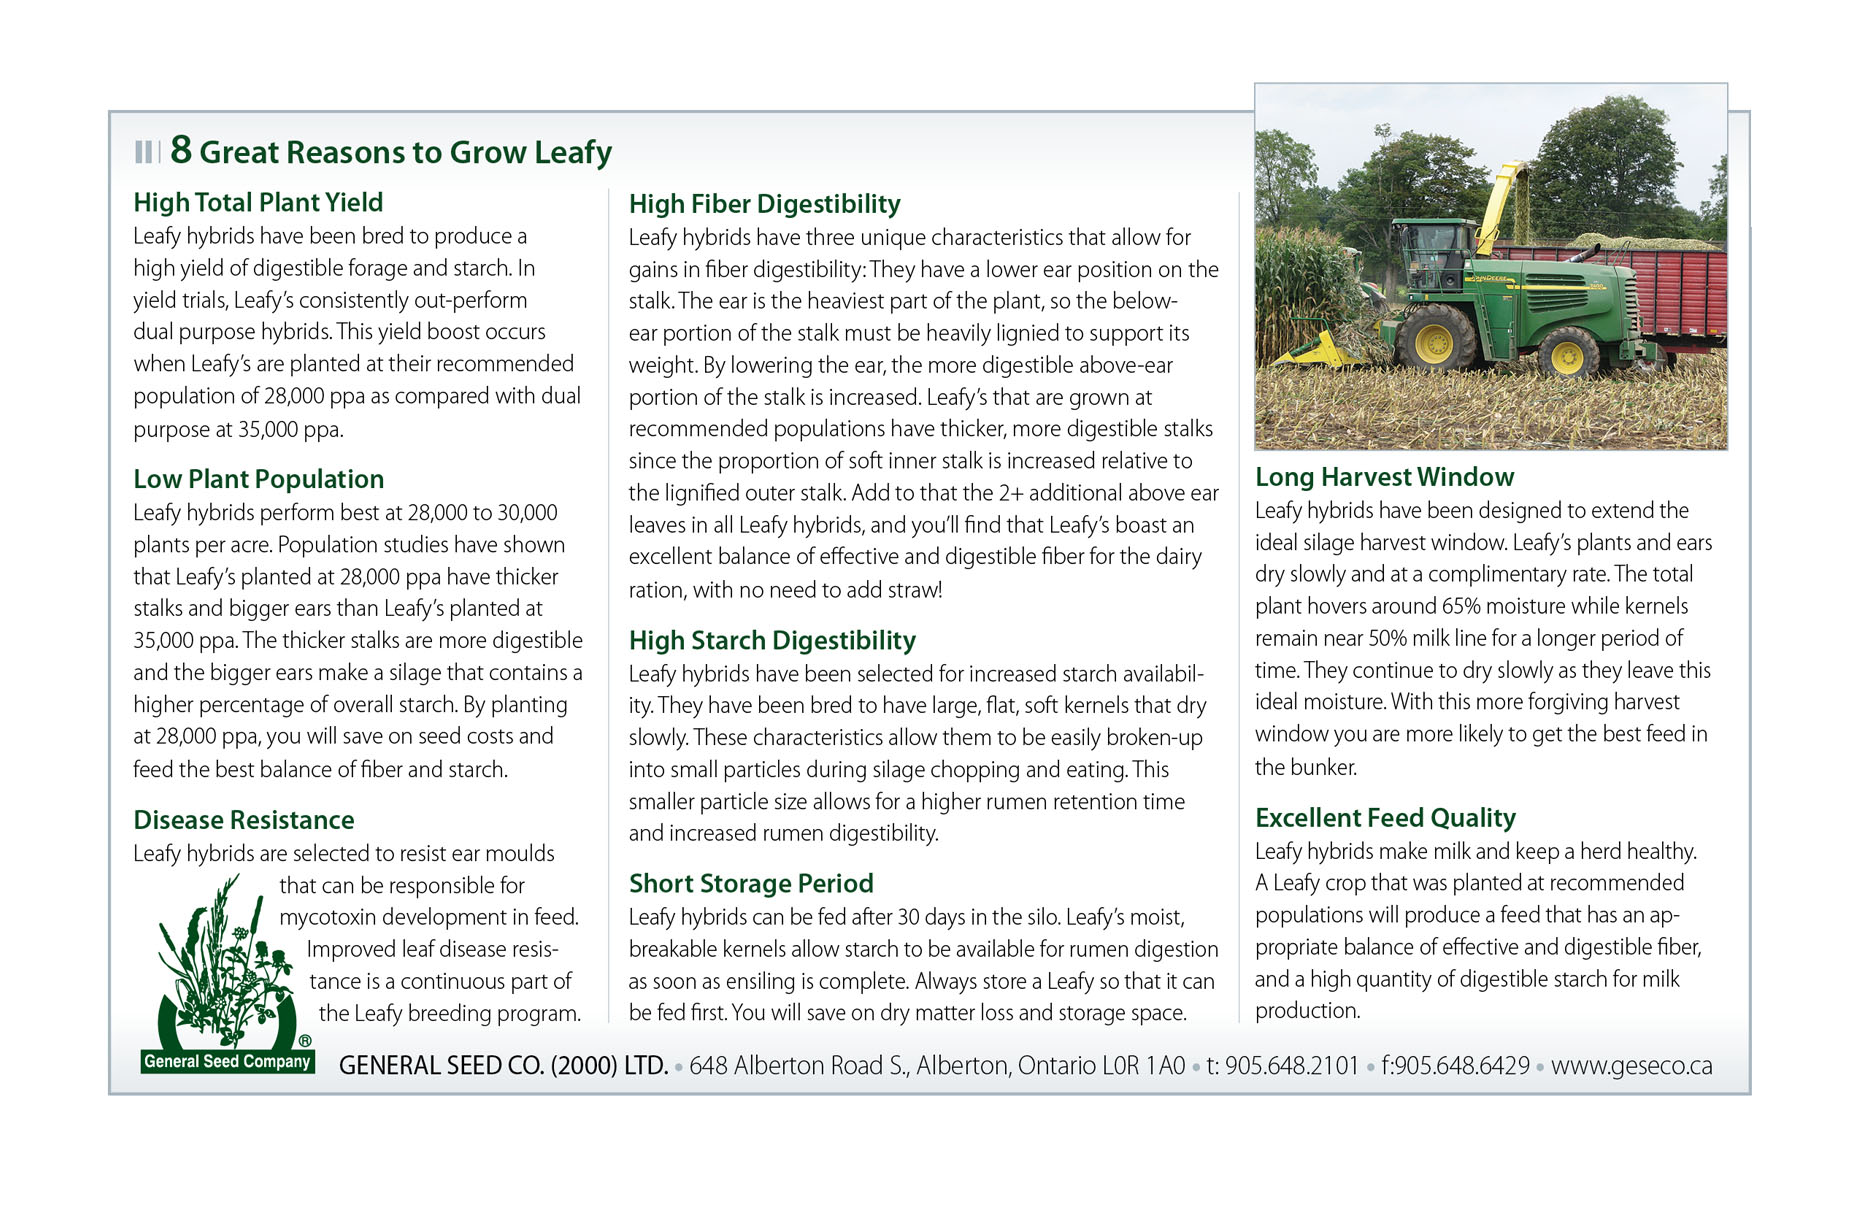 8 Great Reasons to Grow Leafy
High Total Plant Yield
Leafy hybrids have been bred to produce a
high yield of digestible forage and starch. In
yield trials, Leafy's consistently out-perform
dual purpose hybrids. This yield boost occurs
when Leafy's are planted at their recommended
population of 28,000 ppa as compared with dual
purpose at 35,000 ppa.
Low Plant Population
Leafy hybrids perform best at 28,000 to 30,000
plants per acre. Population studies have shown
that Leafy's planted at 28,000 ppa have thicker
stalks and bigger ears than Leafy's planted at
35,000 ppa. The thicker stalks are more digestible
and the bigger ears make a silage that contains a
higher percentage of overall starch. By planting
at 28,000 ppa, you will save on seed costs and
feed the best balance of fiber and starch.
Disease Resistance
Leafy hybrids are selected to resist ear moulds
that can be responsible for
mycotoxin development in feed.
Improved leaf disease resis-
tance is a continuous part of
the Leafy breeding program.
High Fiber Digestibility
Leafy hybrids have three unique characteristics that allow for
gains in fiber digestibility: They have a lower ear position on the
stalk. The ear is the heaviest part of the plant, so the below-
ear portion of the stalk must be heavily lignied to support its
weight. By lowering the ear, the more digestible above-ear
portion of the stalk is increased. Leafy's that are grown at
recommended populations have thicker, more digestible stalks
since the proportion of soft inner stalk is increased relative to
the lignified outer stalk. Add to that the 2+ additional above ear
leaves in all Leafy hybrids, and you'll find that Leafy's boast an
excellent balance of effective and digestible fiber for the dairy
ration, with no need to add straw!
High Starch Digestibility
Leafy hybrids have been selected for increased starch availabil-
ity. They have been bred to have large, flat, soft kernels that dry
slowly. These characteristics allow them to be easily broken-up
into small particles during silage chopping and eating. This
smaller particle size allows for a higher rumen retention time
and increased rumen digestibility.
Short Storage Period
Leafy hybrids can be fed after 30 days in the silo. Leafy's moist,
breakable kernels allow starch to be available for rumen digestion
as soon as ensiling is complete. Always store a Leafy so that it can
be fed first. You will save on dry matter loss and storage space.
JOHN DEERE
Long Harvest Window
Leafy hybrids have been designed to extend the
ideal silage harvest window. Leafy's plants and ears
dry slowly and at a complimentary rate. The total
plant hovers around 65% moisture while kernels
remain near 50% milk line for a longer period of
time. They continue to dry slowly as they leave this
ideal moisture. With this more forgiving harvest
window you are more likely to get the best feed in
the bunker.
Excellent Feed Quality
Leafy hybrids make milk and keep a herd healthy.
A Leafy crop that was planted at recommended
populations will produce a feed that has an ap-
propriate balance of effective and digestible fiber,
and a high quantity of digestible starch for milk
production.
®
General Seed Company
GENERAL SEED CO. (2000) LTD. • 648 Alberton Road S., Alberton, Ontario L0R 1A0 • t: 905.648.2101 • f:905.648.6429 • www.geseco.ca